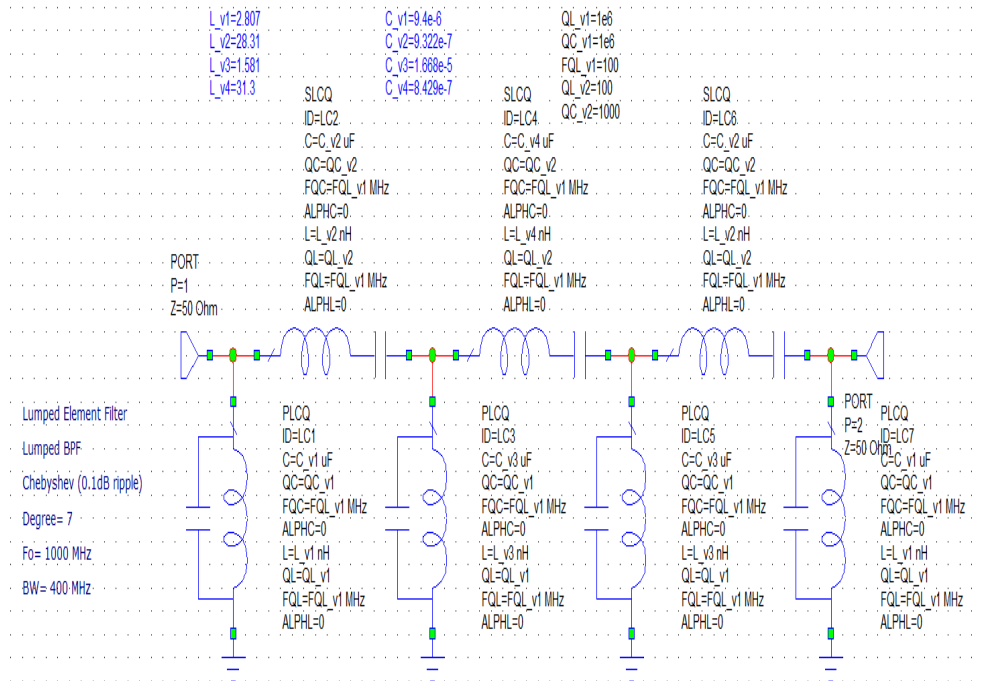 L_v1=2.807
L_v2=28.31
L_v3=1.581
L_v4=31.3
C_v1=9.4e-6
C_v2=9.322e-7
C_v3=1.668e-5
C_v4=8.429e-7
QL_v1=1e6
QC_v1=1e6
FQL_v1=100
QL_v2=100
QC_v2=1000
SLCQ
ID=LC2
C=C_v2 uF
QC=QC_v2
FQC=FQL_v1 MHz
ALPHC=0
L=L_v2 nH
QL=QL_v2
FQL=FQL_v1 MHz
ALPHL=0
SLCQ
ID=LC4
C=C_v4 uF
QC=QC_v2
FQC=FQL_v1 MHz
ALPHC=0
L=L_v4 nH
QL=QL_v2
FQL=FQL_v1 MHz
ALPHL=0
SLCQ
ID=LC6
C=C_v2 uF
QC=QC_v2
FQC=FQL_v1 MHz
ALPHC=0
L=L_v2 nH
QL=QL_v2
FQL=FQL_v1 MHz
ALPHL=0
PORT
P=1
Z=50 Ohm
Lumped Element Filter
Lumped BPF
Chebyshev (0.1dB ripple)
Degree= 7
Fo= 1000 MHz
BW= 400 MHz
PLCQ
ID=LC1
C=C_v1 uF
QC=QC_v1
FQC=FQL_v1 MHz
ALPHC=0
L=L_v1 nH
QL=QL_v1
FQL=FQL_v1 MHz
ALPHL=0
PLCQ
ID=LC3
C=C_v3 uF
QC=QC_v1
FQC=FQL_v1 MHz
ALPHC=0
L=L_v3 nH
QL=QL_v1
FQL=FQL_v1 MHz
ALPHL=0
PLCQ
ID=LC5
C=C_v3 uF
QC=QC_v1
FQC=FQL_v1 MHz
ALPHC=0
L=L_v3 nH
QL=QL_v1
FQL=FQL_v1 MHz
ALPHL=0
PORT
P=2
Z=50 Ohm
PLCQ
ID=LC7
C=C_v1 uF
QC=QC_v1
FQC=FQL_v1 MHz
ALPHC=0
L=L_v1 nH
QL=QL_v1
FQL=FQL_v1 MHz
ALPHL=0